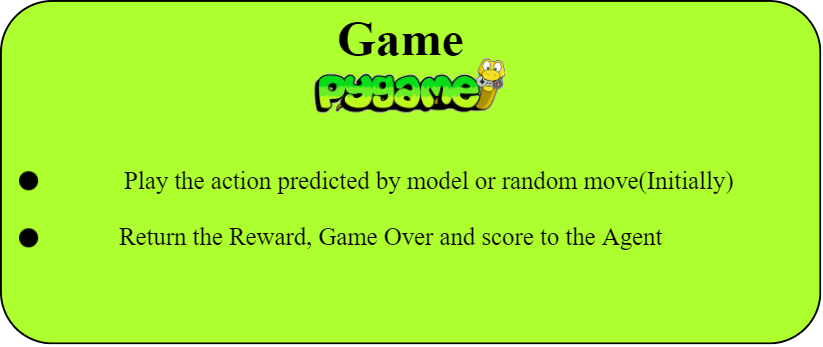 Game
pygame
Play the action predicted by model or random move(Initially)
Return the Reward, Game Over and score to the Agent